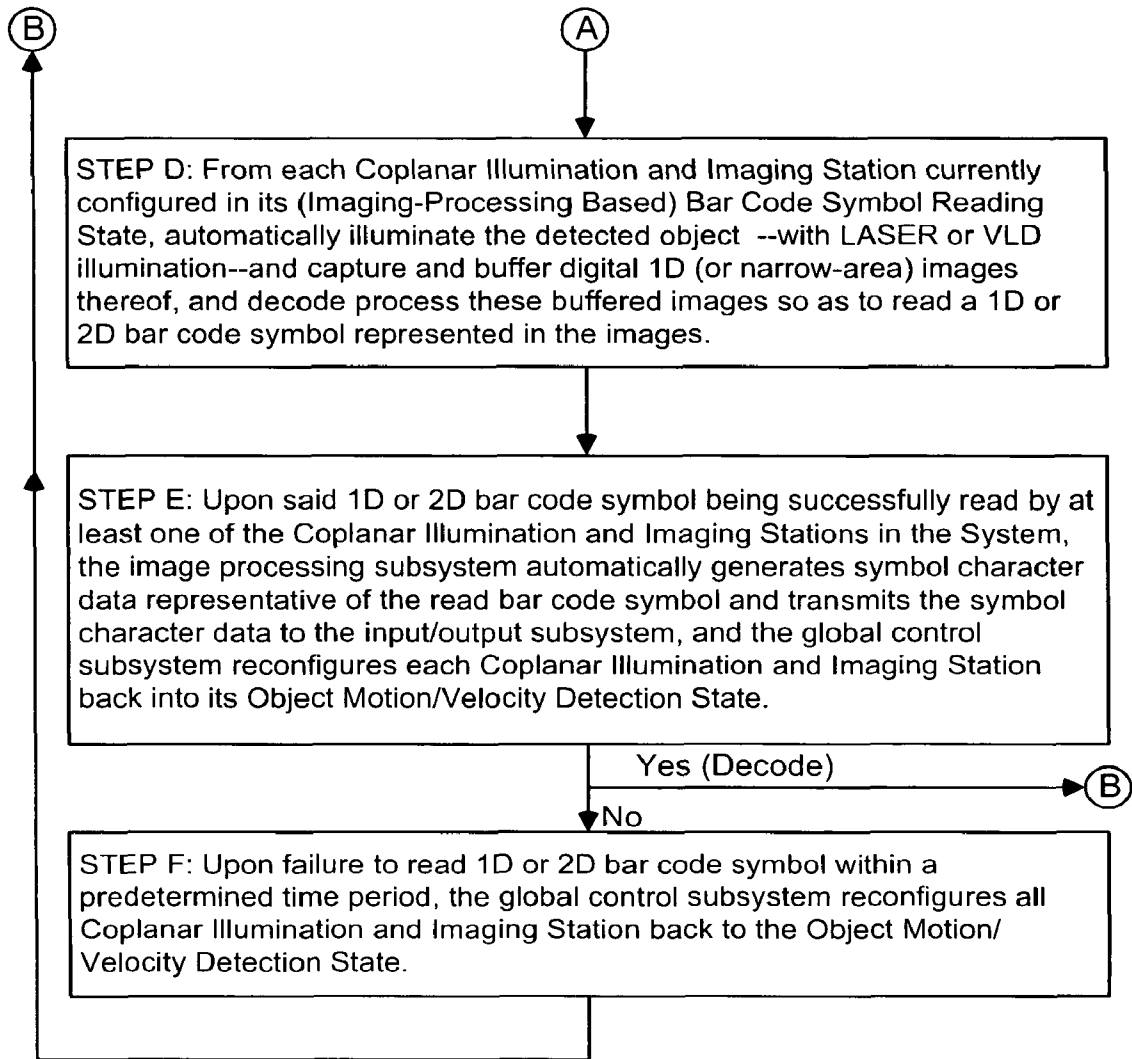 B
A
STEP D: From each Coplanar Illumination and Imaging Station currently
configured in its (Imaging-Processing Based) Bar Code Symbol Reading
State, automatically illuminate the detected object --with LASER or VLD
illumination--and capture and buffer digital 1D (or narrow-area) images
thereof, and decode process these buffered images so as to read a 1D or
2D bar code symbol represented in the images.
STEP E: Upon said 1D or 2D bar code symbol being successfully read by at
least one of the Coplanar Illumination and Imaging Stations in the System,
the image processing subsystem automatically generates symbol character
data representative of the read bar code symbol and transmits the symbol
character data to the input/output subsystem, and the global control
subsystem reconfigures each Coplanar Illumination and Imaging Station
back into its Object Motion/Velocity Detection State.
Yes (Decode)
B
No
STEP F: Upon failure to read 1D or 2D bar code symbol within a
predetermined time period, the global control subsystem reconfigures all
Coplanar Illumination and Imaging Station back to the Object Motion/
Velocity Detection State.